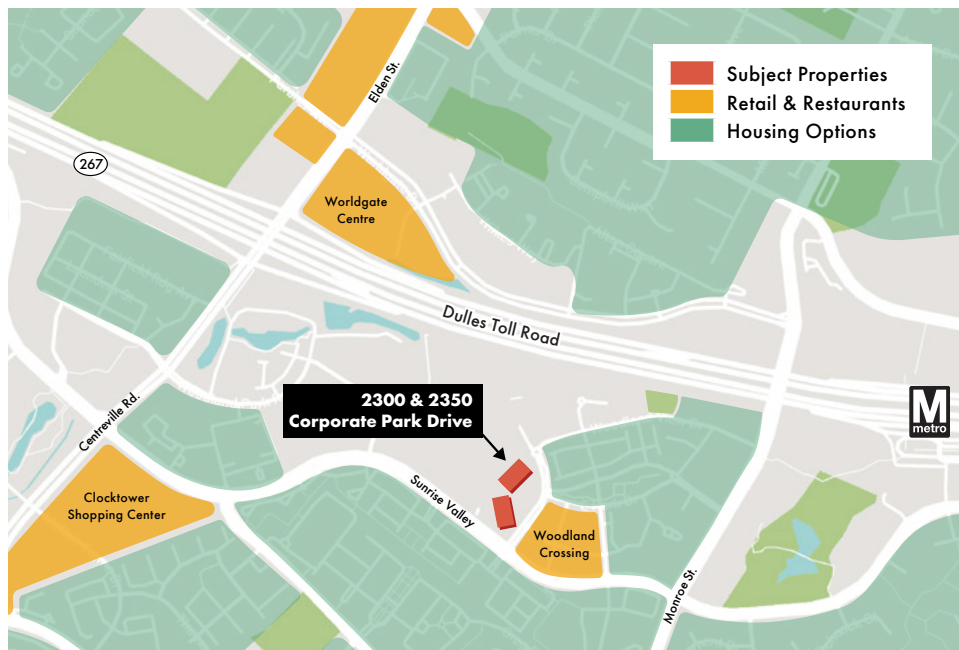 Elden St.
Subject Properties
Retail & Restaurants
Housing Options
267
Worldgate
Centre
Dulles Toll Road
2300 & 2350
Corporate Park Drive
M
metro
Centreville Rd.
Sunrise Valley
Clocktower
Shopping Center
Woodland
Crossing
Monroe St.